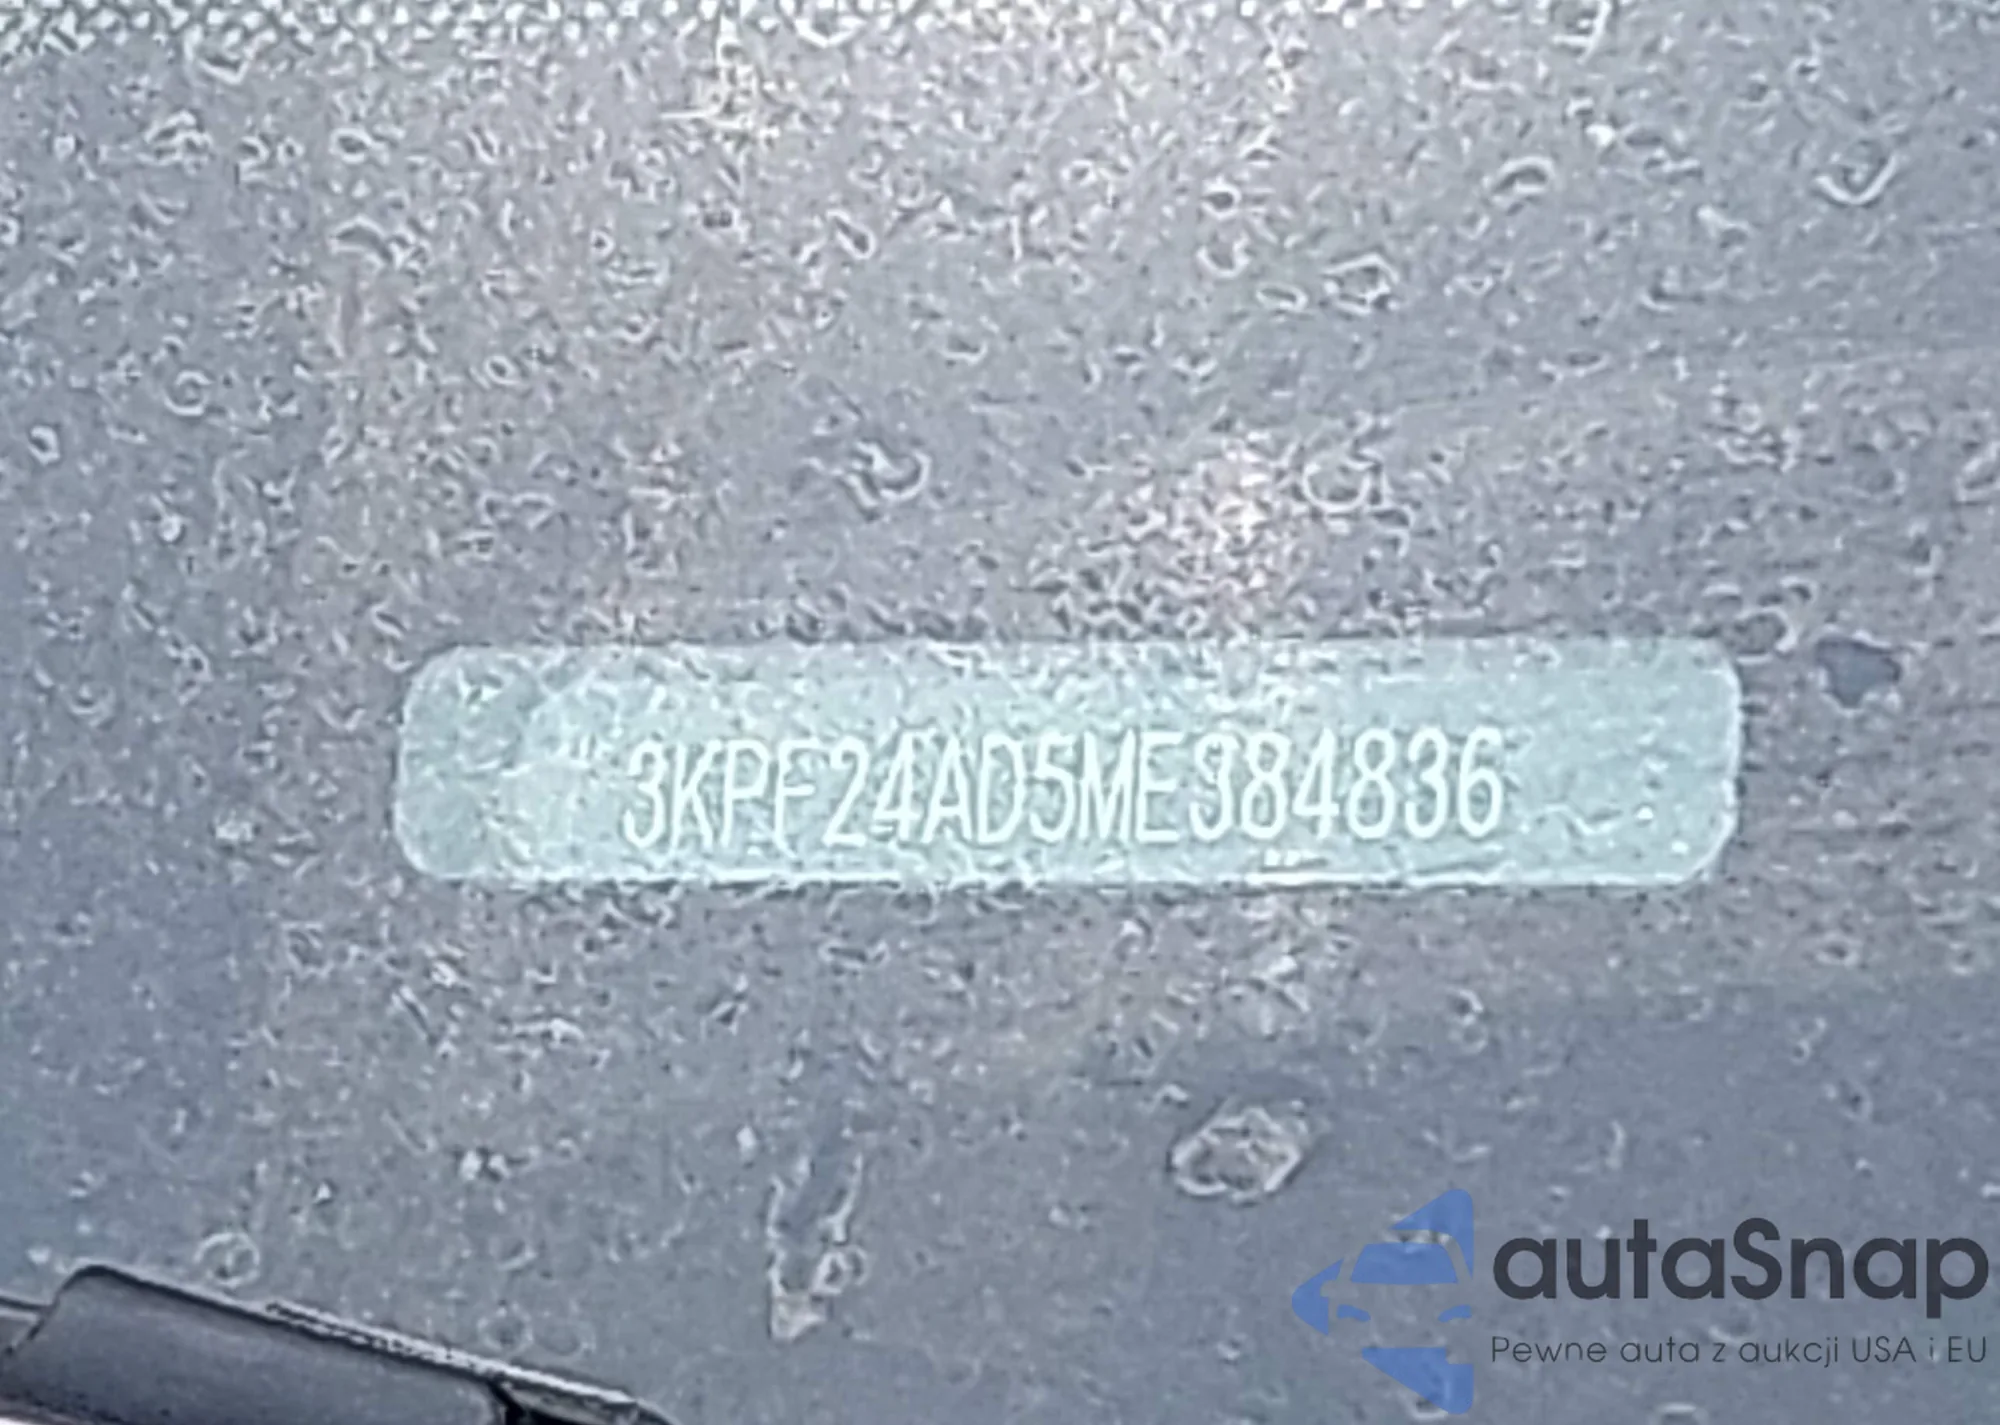 3KPF24AD5ME384836
autaSnap
Pewne auta z aukcji USA i EU